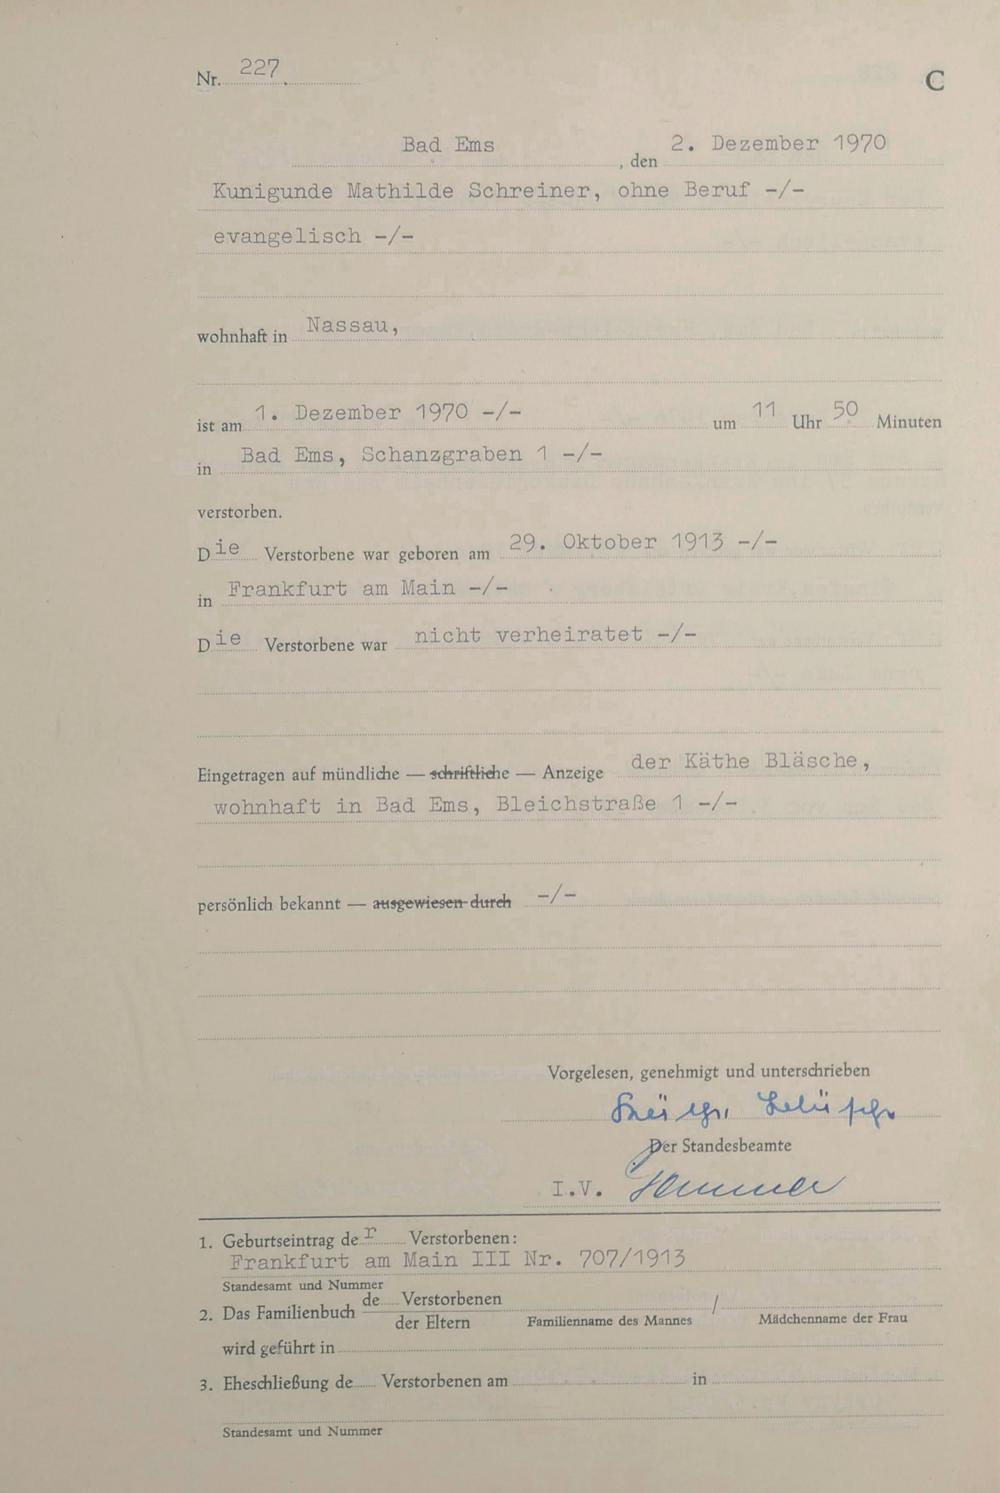 Nr. 227. C
Bad Ems, den 2. Dezember 1970
Kunigunde Mathilde Schreiner, ohne Beruf -/-
evangelisch -/-
wohnhaft in Nassau,
ist am 1. Dezember 1970 -/- um 11 Uhr 50 Minuten
in Bad Ems, Schanzgraben 1 -/-
verstorben.
Die Verstorbene war geboren am 29. Oktober 1913 -/-
in Frankfurt am Main -/-
Die Verstorbene war nicht verheiratet -/-
Eingetragen auf mündliche — schriftliche — Anzeige der Käthe Bläsche,
wohnhaft in Bad Ems, Bleichstraße 1 -/-
persönlich bekannt — ausgewiesen durch -/-
Vorgelesen, genehmigt und unterschrieben
Der Standesbeamte
I.V.
1. Geburtseintrag der Verstorbenen:
Frankfurt am Main III Nr. 707/1913
Standesamt und Nummer
2. Das Familienbuch de Verstorbenen /
der Eltern Familienname des Mannes Mädchenname der Frau
wird geführt in
3. Eheschließung de Verstorbenen am in
Standesamt und Nummer